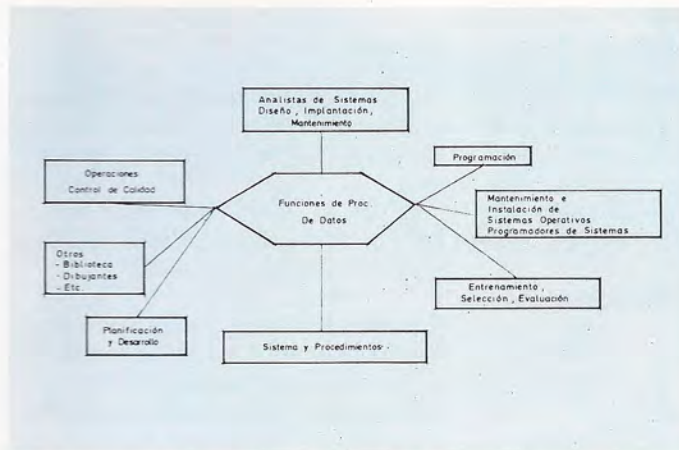 Analistas de Sistemas
Diseño, Implantación,
Mantenimiento
Operaciones
Control de Calidad
Programación
Funciones de Proc.
De Datos
Mantenimiento e
Instalación de
Sistemas Operativos
Programadores de Sistemas
Otros
- Biblioteca
- Dibujantes
- Etc.
Entrenamiento,
Selección, Evaluación
Planificación
y Desarrollo
Sistema y Procedimientos